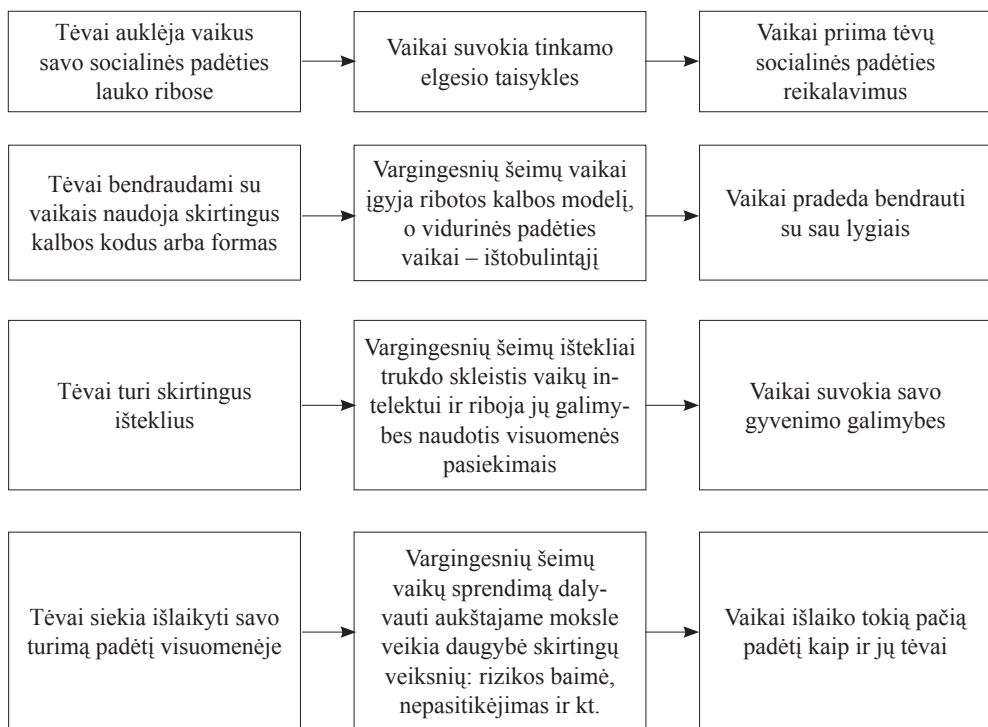 Tėvai auklėja vaikus
savo socialinės padėties
lauko ribose
Vaikai suvokia tinkamo
elgesio taisykles
Vaikai priima tėvų
socialinės padėties
reikalavimus
Tėvai bendraudami su
vaikais naudoja skirtingus
kalbos kodus arba formas
Vargingesnių šeimų vaikai
įgyja ribotos kalbos modelį,
o vidurinės padėties
vaikai – ištobulintąjį
Vaikai pradeda bendrauti
su sau lygiais
Tėvai turi skirtingus
išteklius
Vargingesnių šeimų ištekliai
trukdo skleistis vaikų in-
telektui ir riboja jų galimy-
bes naudotis visuomenės
pasiekimais
Vaikai suvokia savo
gyvenimo galimybes
Tėvai siekia išlaikyti savo
turimą padėtį visuomenėje
Vargingesnių šeimų
vaikų sprendimą daly-
vauti aukštajame moksle
veikia daugybė skirtingų
veiksnių: rizikos baimė,
nepasitikėjimas ir kt.
Vaikai išlaiko tokią pačią
padėtį kaip ir jų tėvai